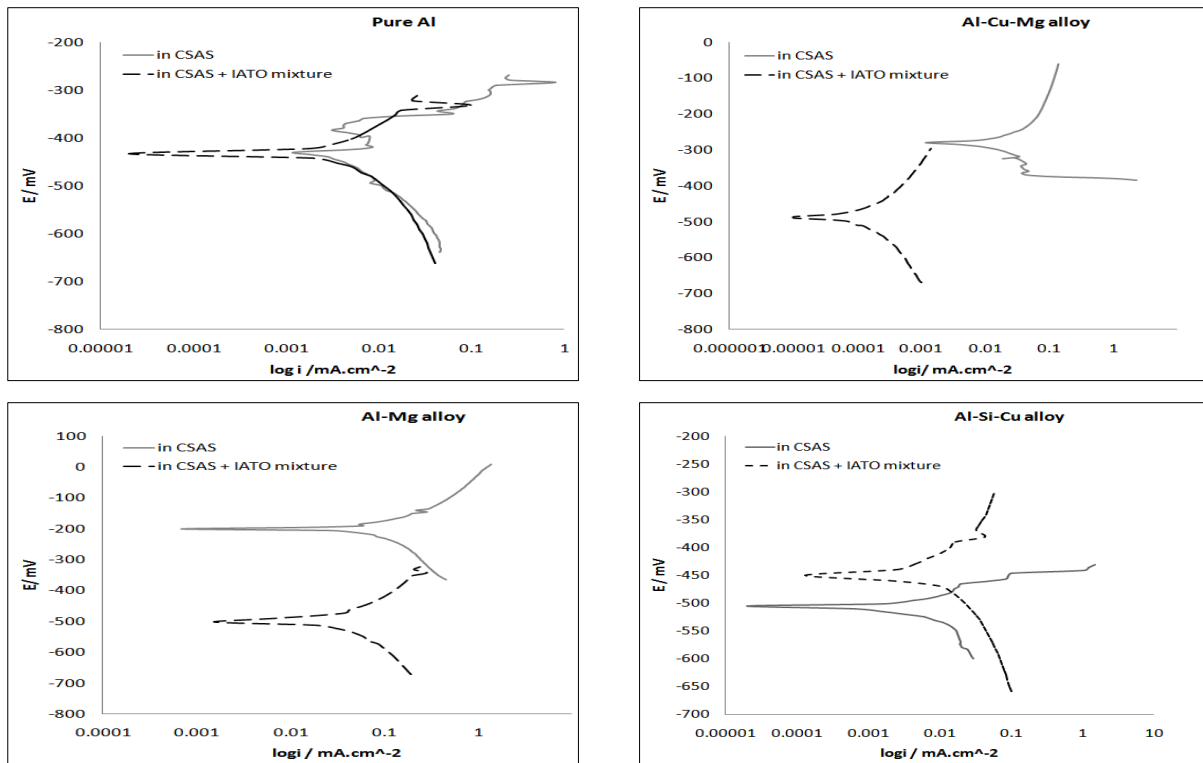 Pure Al
-200
-300
-400
-500
-600
-700
-800
E/ mV
in CSAS
in CSAS + IATO mixture
0.00001 0.0001 0.001 0.01 0.1 1
log i /mA.cm^-2
Al-Cu-Mg alloy
0
-100
-200
-300
-400
-500
-600
-700
-800
E/ mV
in CSAS
in CSAS + IATO mixture
0.000001 0.00001 0.0001 0.001 0.01 0.1 1
logi/ mA.cm^-2
Al-Mg alloy
100
0
-100
-200
-300
-400
-500
-600
-700
-800
E/ mV
in CSAS
in CSAS + IATO mixture
0.0001 0.001 0.01 0.1 1
logi / mA.cm^-2
Al-Si-Cu alloy
-200
-250
-300
-350
-400
-450
-500
-550
-600
-650
-700
E/ mV
in CSAS
in CSAS + IATO mixture
0.00001 0.0001 0.001 0.01 0.1 1 10
logi / mA.cm^-2